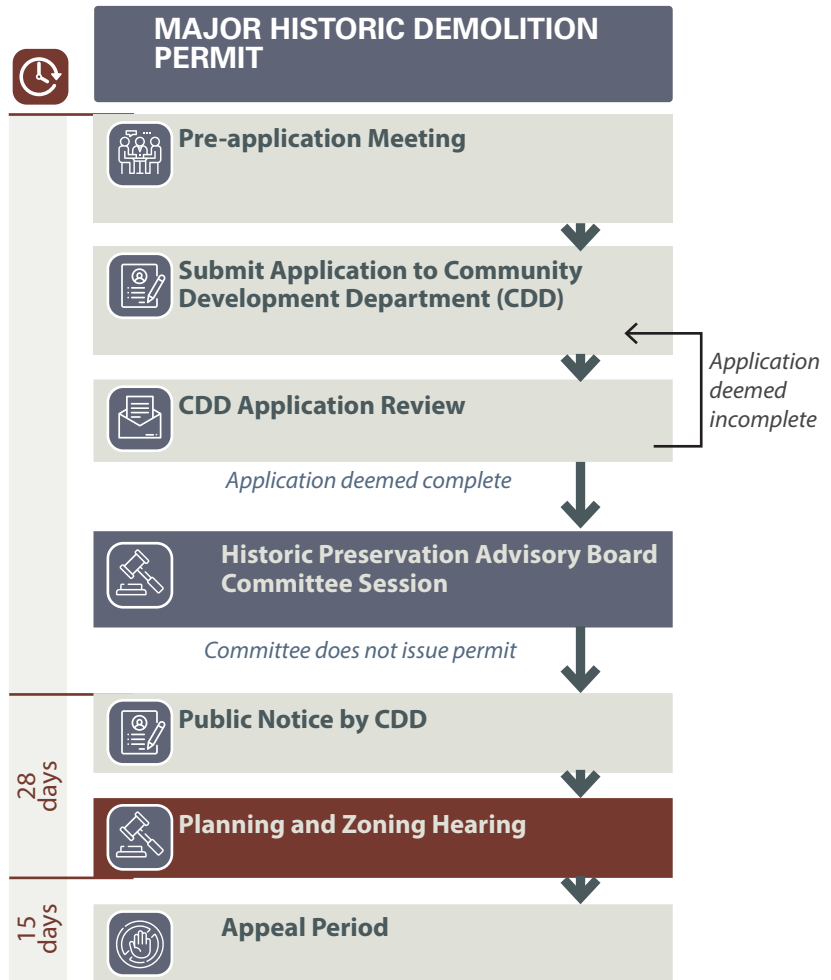 MAJOR HISTORIC DEMOLITION
PERMIT
Pre-application Meeting
Submit Application to Community
Development Department (CDD)
Application
deemed
incomplete
CDD Application Review
Application deemed complete
Historic Preservation Advisory Board
Committee Session
Committee does not issue permit
28
days
Public Notice by CDD
Planning and Zoning Hearing
15
days
Appeal Period